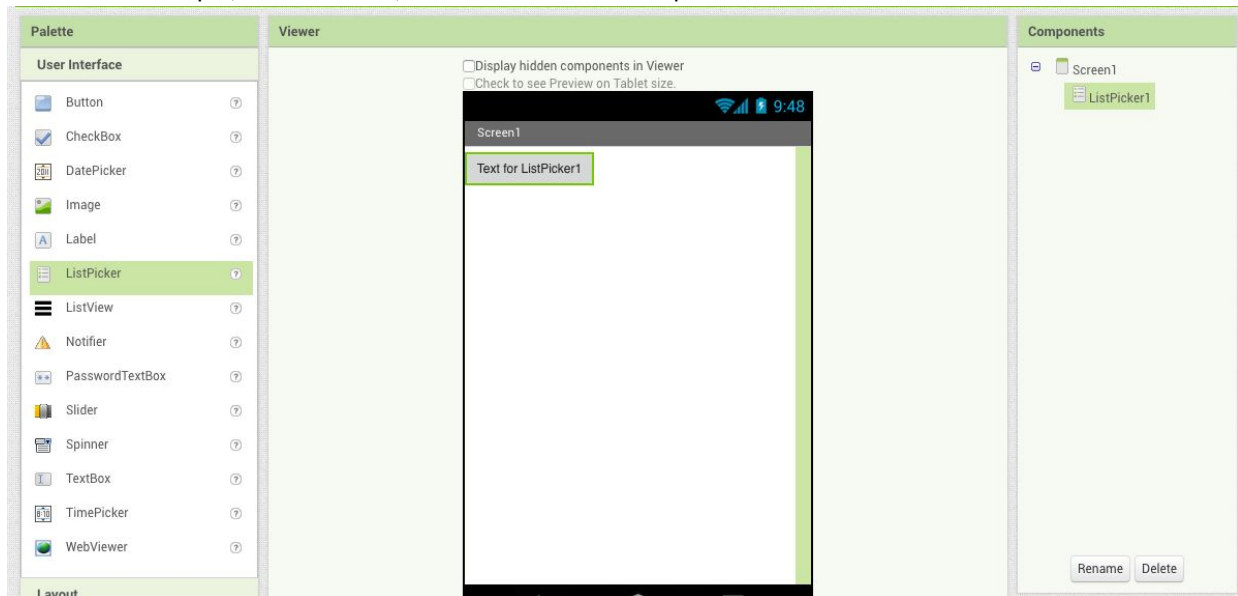 Palette
Viewer
Components
User Interface
Button
CheckBox
DatePicker
Image
Label
ListPicker
ListView
Notifier
PasswordTextBox
Slider
Spinner
TextBox
TimePicker
WebViewer
Display hidden components in Viewer
Check to see Preview on Tablet size.
9:48
Screen1
Text for ListPicker1
Screen1
ListPicker1
Rename Delete